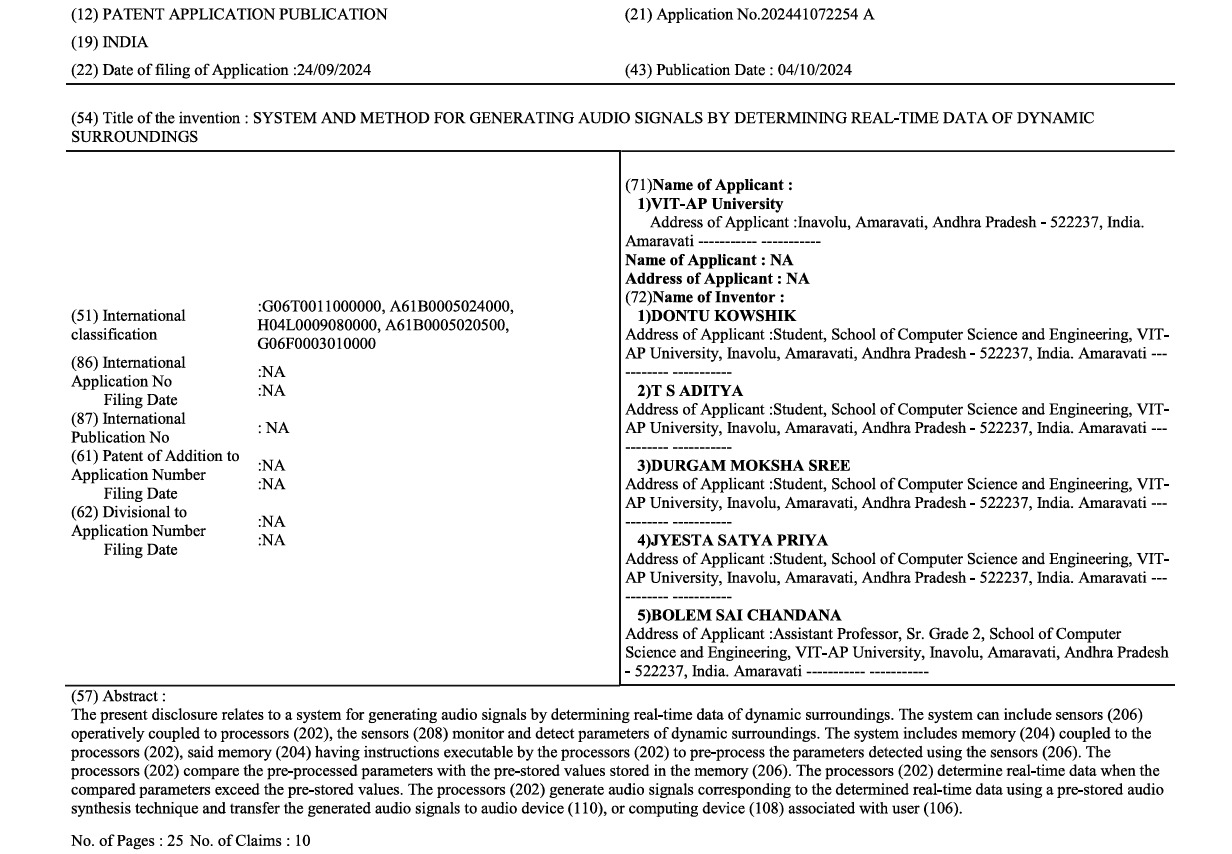 (12) PATENT APPLICATION PUBLICATION
(21) Application No.202441072254 A
(19) INDIA
(22) Date of filing of Application :24/09/2024
(43) Publication Date : 04/10/2024
(54) Title of the invention : SYSTEM AND METHOD FOR GENERATING AUDIO SIGNALS BY DETERMINING REAL-TIME DATA OF DYNAMIC
SURROUNDINGS
(51) International
classification
:G06T0011000000, A61B0005024000,
H04L0009080000, A61B0005020500,
G06F0003010000
(86) International
Application No
Filing Date
:NA
:NA
(87) International
Publication No
: NA
(61) Patent of Addition to
Application Number
Filing Date
:NA
:NA
(62) Divisional to
Application Number
Filing Date
:NA
:NA
(71)Name of Applicant :
1)VIT-AP University
Address of Applicant :Inavolu, Amaravati, Andhra Pradesh - 522237, India.
Amaravati ----------- -----------
Name of Applicant : NA
Address of Applicant : NA
(72)Name of Inventor :
1)DONTU KOWSHIK
Address of Applicant :Student, School of Computer Science and Engineering, VIT-
AP University, Inavolu, Amaravati, Andhra Pradesh - 522237, India. Amaravati ---
-------- -----------
2)T S ADITYA
Address of Applicant :Student, School of Computer Science and Engineering, VIT-
AP University, Inavolu, Amaravati, Andhra Pradesh - 522237, India. Amaravati ---
-------- -----------
3)DURGAM MOKSHA SREE
Address of Applicant :Student, School of Computer Science and Engineering, VIT-
AP University, Inavolu, Amaravati, Andhra Pradesh - 522237, India. Amaravati ---
-------- -----------
4)JYESTA SATYA PRIYA
Address of Applicant :Student, School of Computer Science and Engineering, VIT-
AP University, Inavolu, Amaravati, Andhra Pradesh - 522237, India. Amaravati ---
-------- -----------
5)BOLEM SAI CHANDANA
Address of Applicant :Assistant Professor, Sr. Grade 2, School of Computer
Science and Engineering, VIT-AP University, Inavolu, Amaravati, Andhra Pradesh
- 522237, India. Amaravati ----------- -----------
(57) Abstract :
The present disclosure relates to a system for generating audio signals by determining real-time data of dynamic surroundings. The system can include sensors (206)
operatively coupled to processors (202), the sensors (208) monitor and detect parameters of dynamic surroundings. The system includes memory (204) coupled to the
processors (202), said memory (204) having instructions executable by the processors (202) to pre-process the parameters detected using the sensors (206). The
processors (202) compare the pre-processed parameters with the pre-stored values stored in the memory (206). The processors (202) determine real-time data when the
compared parameters exceed the pre-stored values. The processors (202) generate audio signals corresponding to the determined real-time data using a pre-stored audio
synthesis technique and transfer the generated audio signals to audio device (110), or computing device (108) associated with user (106).
No. of Pages : 25 No. of Claims : 10